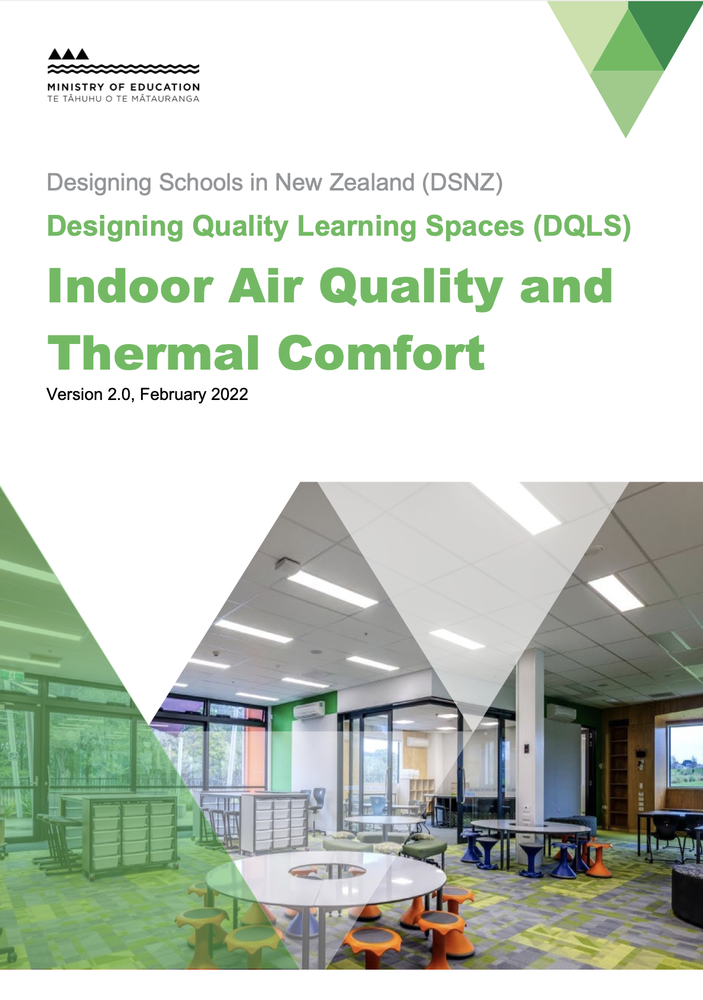 MINISTRY OF EDUCATION
TE TĀHUHU O TE MĀTAURANGA
Designing Schools in New Zealand (DSNZ)
Designing Quality Learning Spaces (DQLS)
Indoor Air Quality and
Thermal Comfort
Version 2.0, February 2022